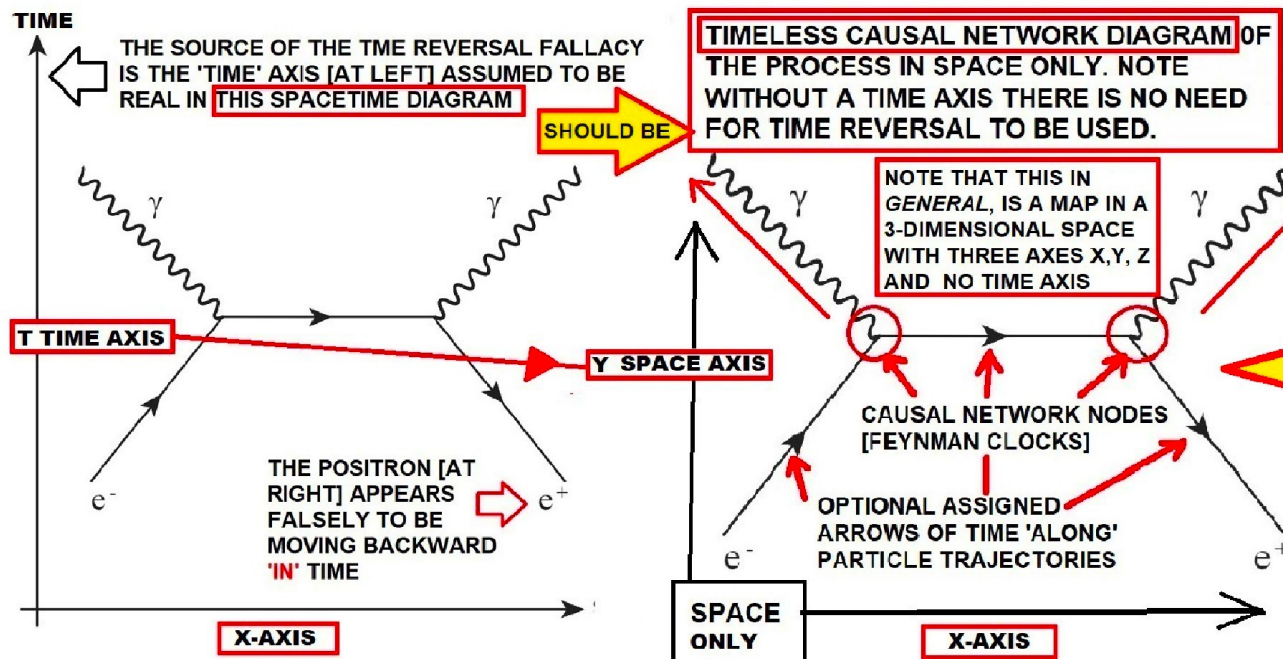 TIME
THE SOURCE OF THE TME REVERSAL FALLACY
IS THE 'TIME' AXIS [AT LEFT] ASSUMED TO BE
REAL IN THIS SPACETIME DIAGRAM
SHOULD BE
γ
γ
T TIME AXIS
THE POSITRON [AT
RIGHT] APPEARS
FALSELY TO BE
MOVING BACKWARD
'IN' TIME
e-
e+
X-AXIS
TIMELESS CAUSAL NETWORK DIAGRAM 0F
THE PROCESS IN SPACE ONLY. NOTE
WITHOUT A TIME AXIS THERE IS NO NEED
FOR TIME REVERSAL TO BE USED.
γ
NOTE THAT THIS IN
GENERAL, IS A MAP IN A
3-DIMENSIONAL SPACE
WITH THREE AXES X,Y, Z
AND NO TIME AXIS
γ
Y SPACE AXIS
CAUSAL NETWORK NODES
[FEYNMAN CLOCKS]
OPTIONAL ASSIGNED
ARROWS OF TIME 'ALONG'
PARTICLE TRAJECTORIES
e-
e+
SPACE
ONLY
X-AXIS